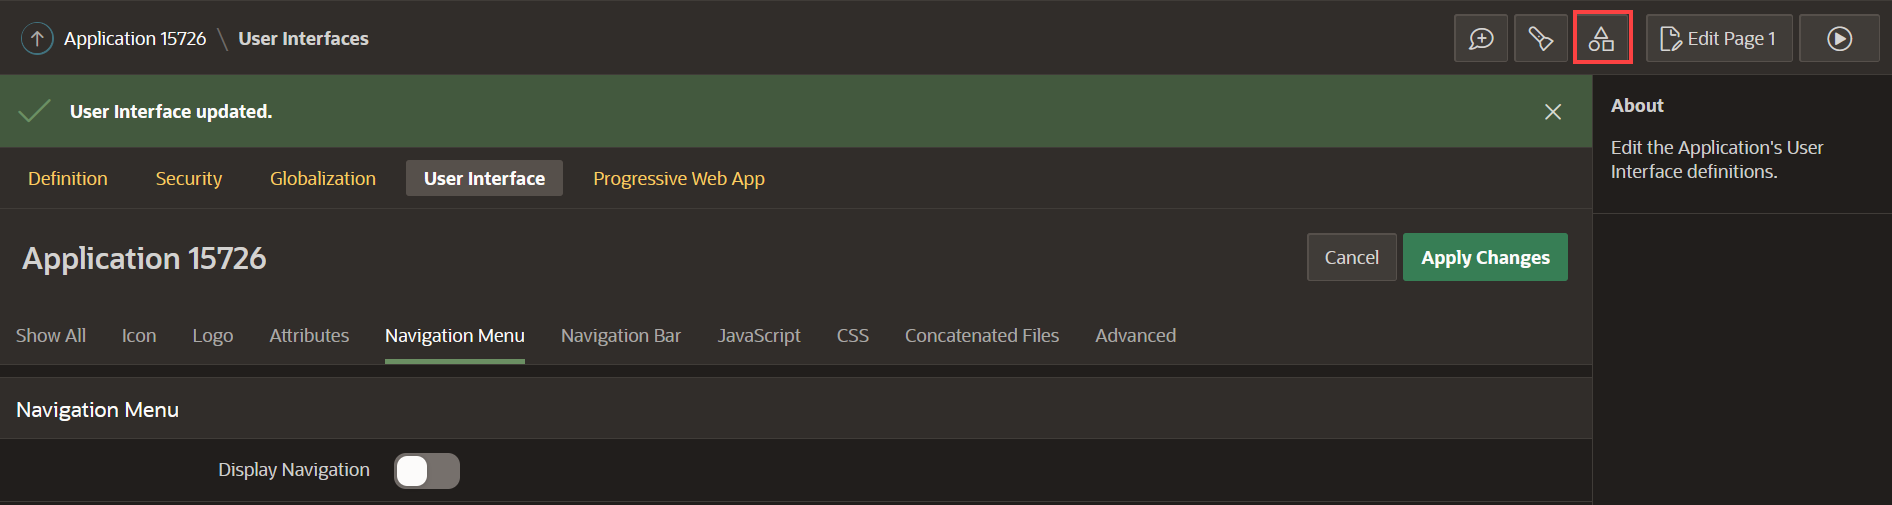 Application 15726 \ User Interfaces
Edit Page 1
User Interface updated.
Definition Security Globalization User Interface Progressive Web App
Application 15726
Cancel Apply Changes
Show All Icon Logo Attributes Navigation Menu Navigation Bar JavaScript CSS Concatenated Files Advanced
Navigation Menu
Display Navigation
About
Edit the Application's User
Interface definitions.